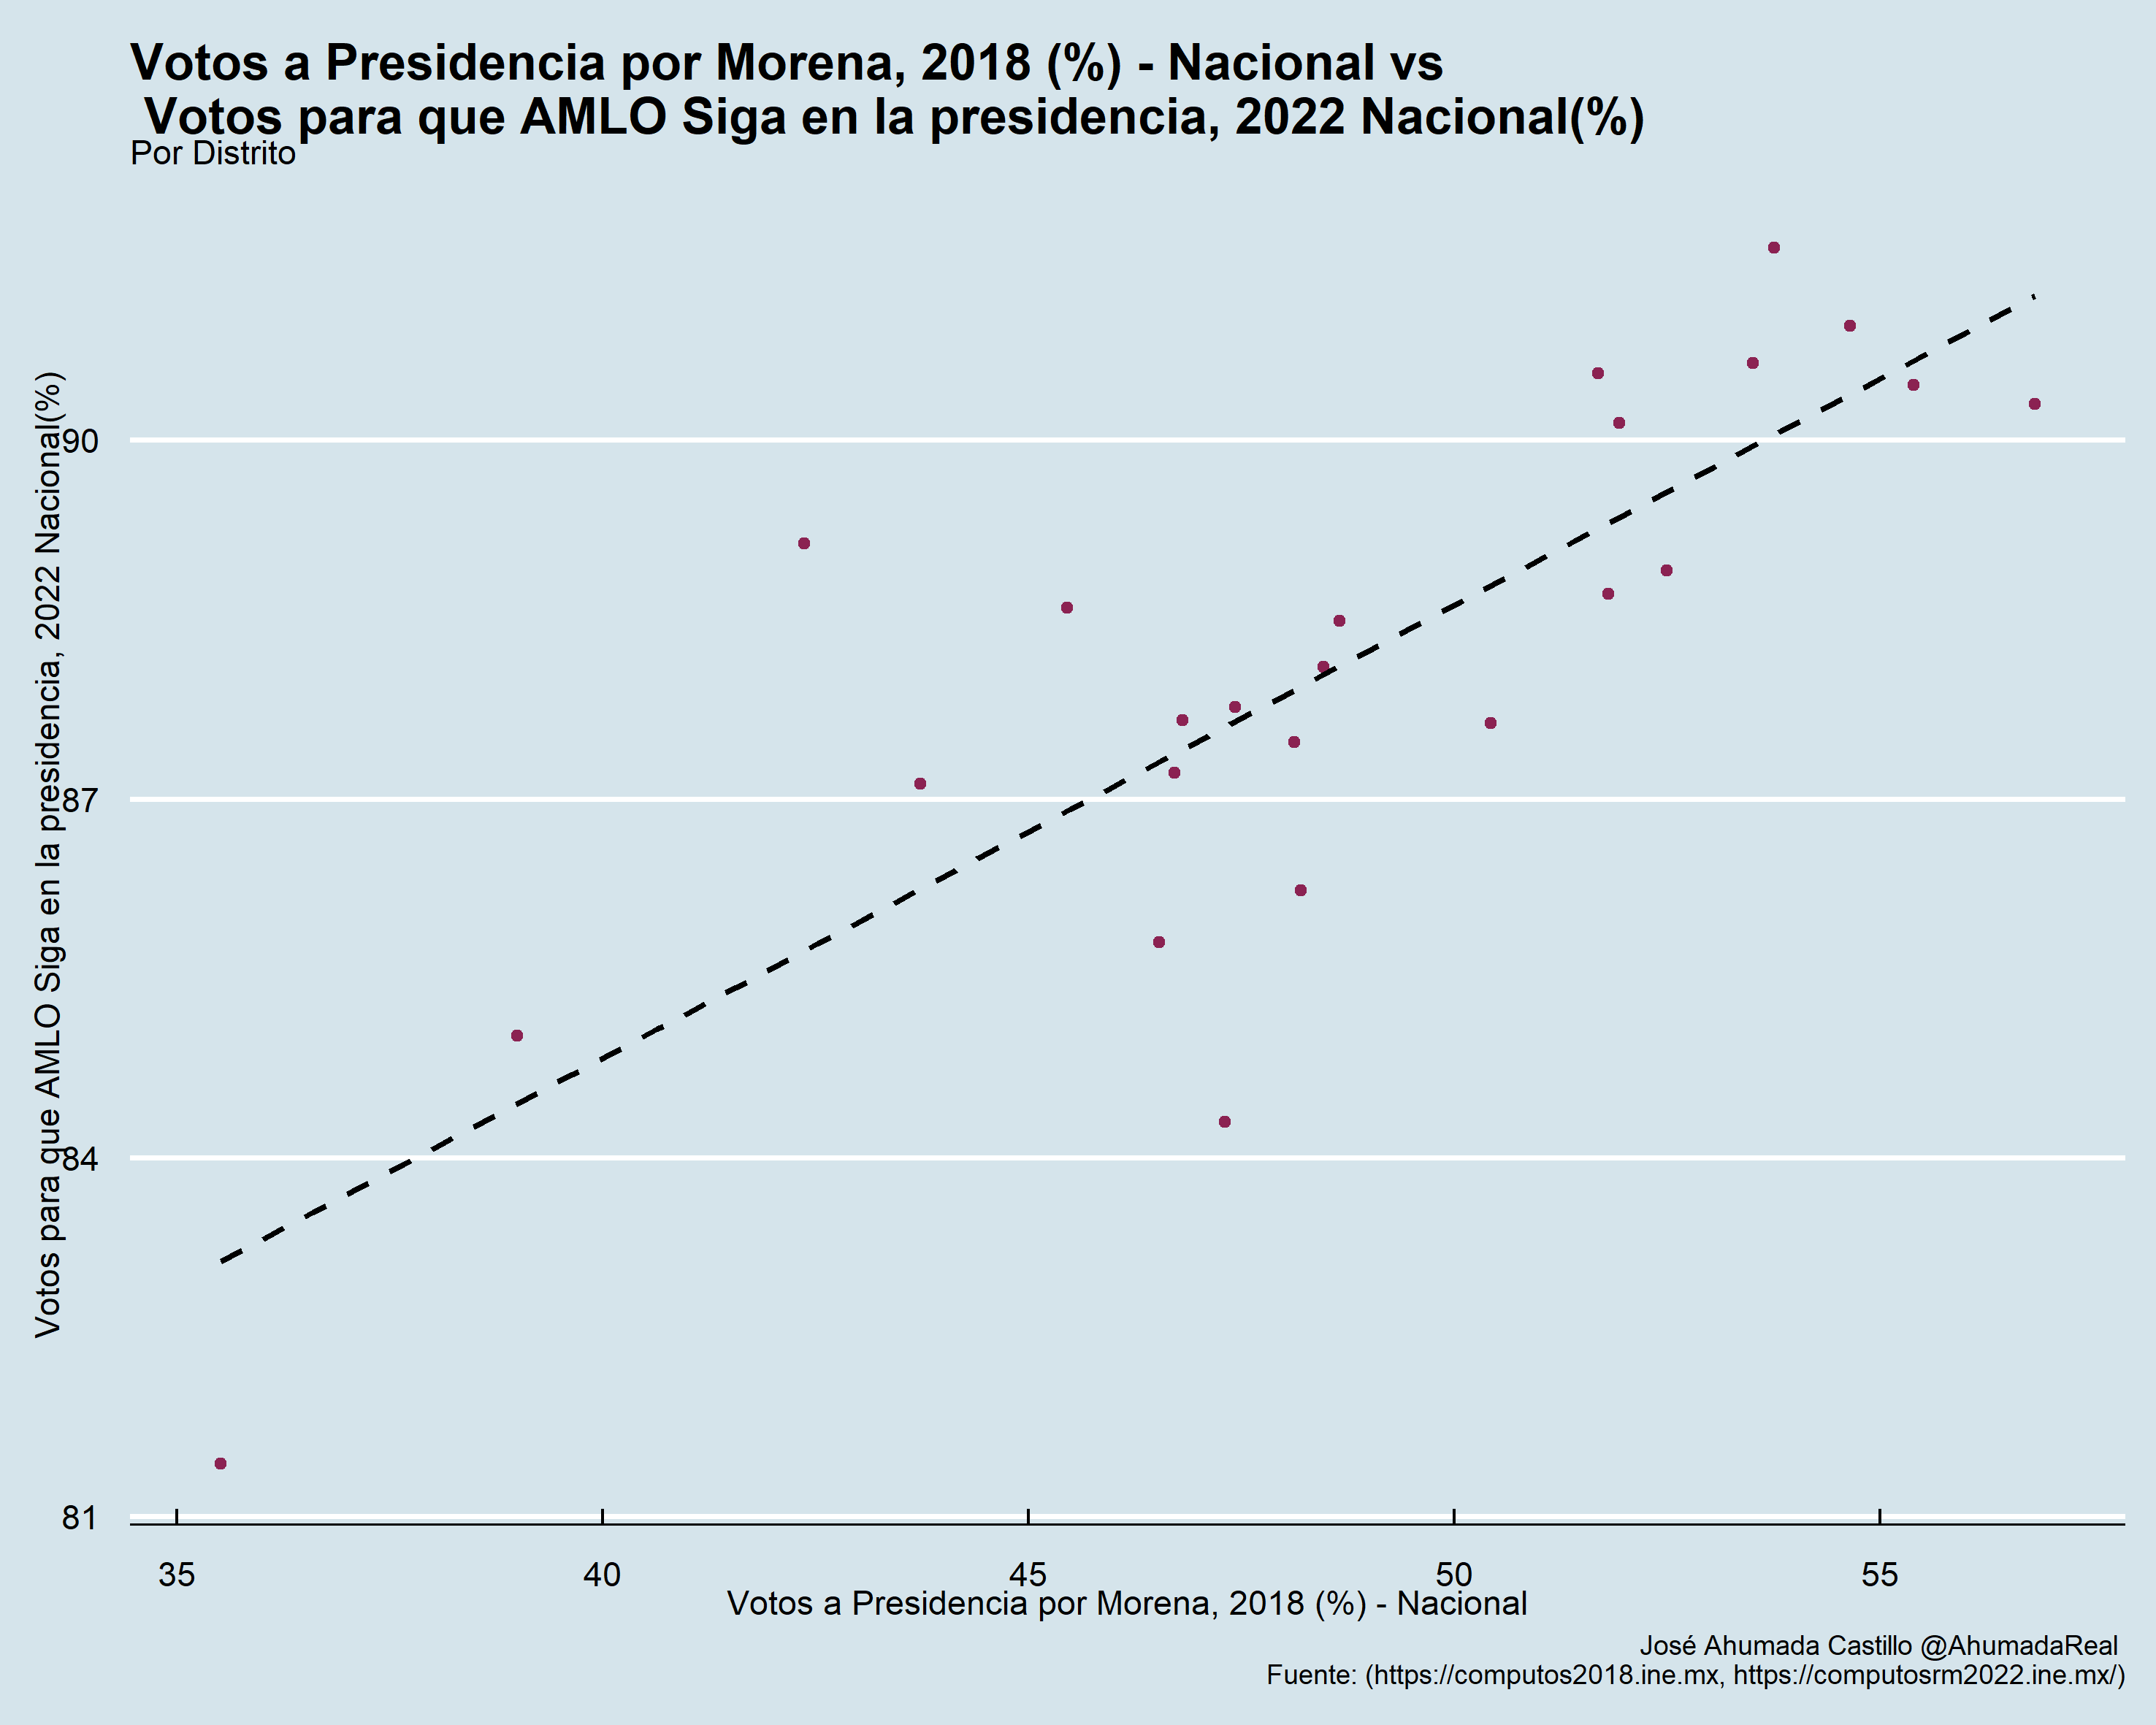 Votos a Presidencia por Morena, 2018 (%) - Nacional vs
Votos para que AMLO Siga en la presidencia, 2022 Nacional(%)
Por Distrito
Votos para que AMLO Siga en la presidencia, 2022 Nacional(%)
90
87
84
81
35
40
45
50
55
Votos a Presidencia por Morena, 2018 (%) - Nacional
José Ahumada Castillo @AhumadaReal
Fuente: (https://computos2018.ine.mx, https://computosrm2022.ine.mx/)